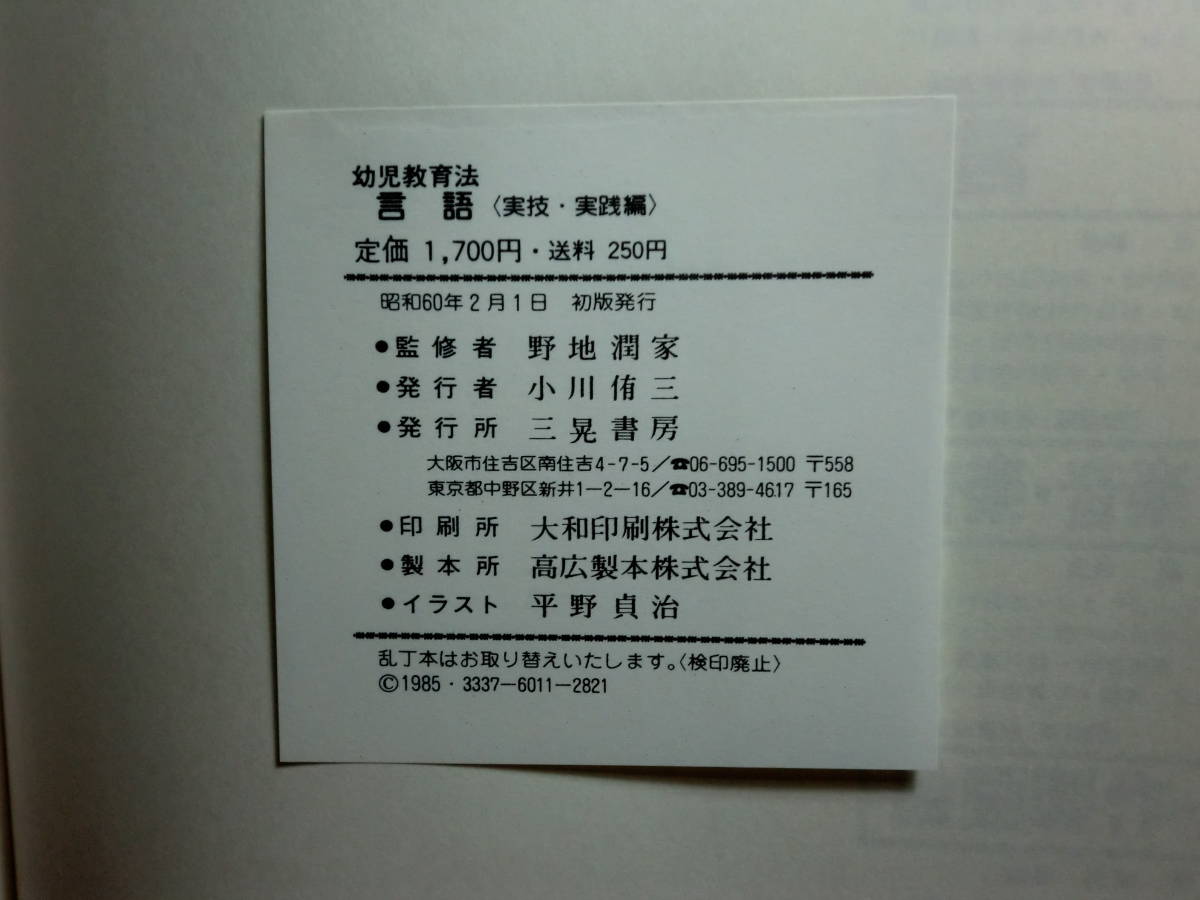 幼児教育法
言語〈実技・実践編〉
定価 1,700円・送料 250円
昭和60年2月1日 初版発行
●監修者 野地潤家
●発行者 小川侑三
●発行所 三晃書房
大阪市住吉区南住吉4-7-5/☎06-695-1500 〒558
東京都中野区新井1-2-16/☎03-389-4617 〒165
●印刷所 大和印刷株式会社
●製本所 高広製本株式会社
●イラスト 平野貞治
乱丁本はお取り替えいたします。〈検印廃止〉
©1985・3337-6011-2821